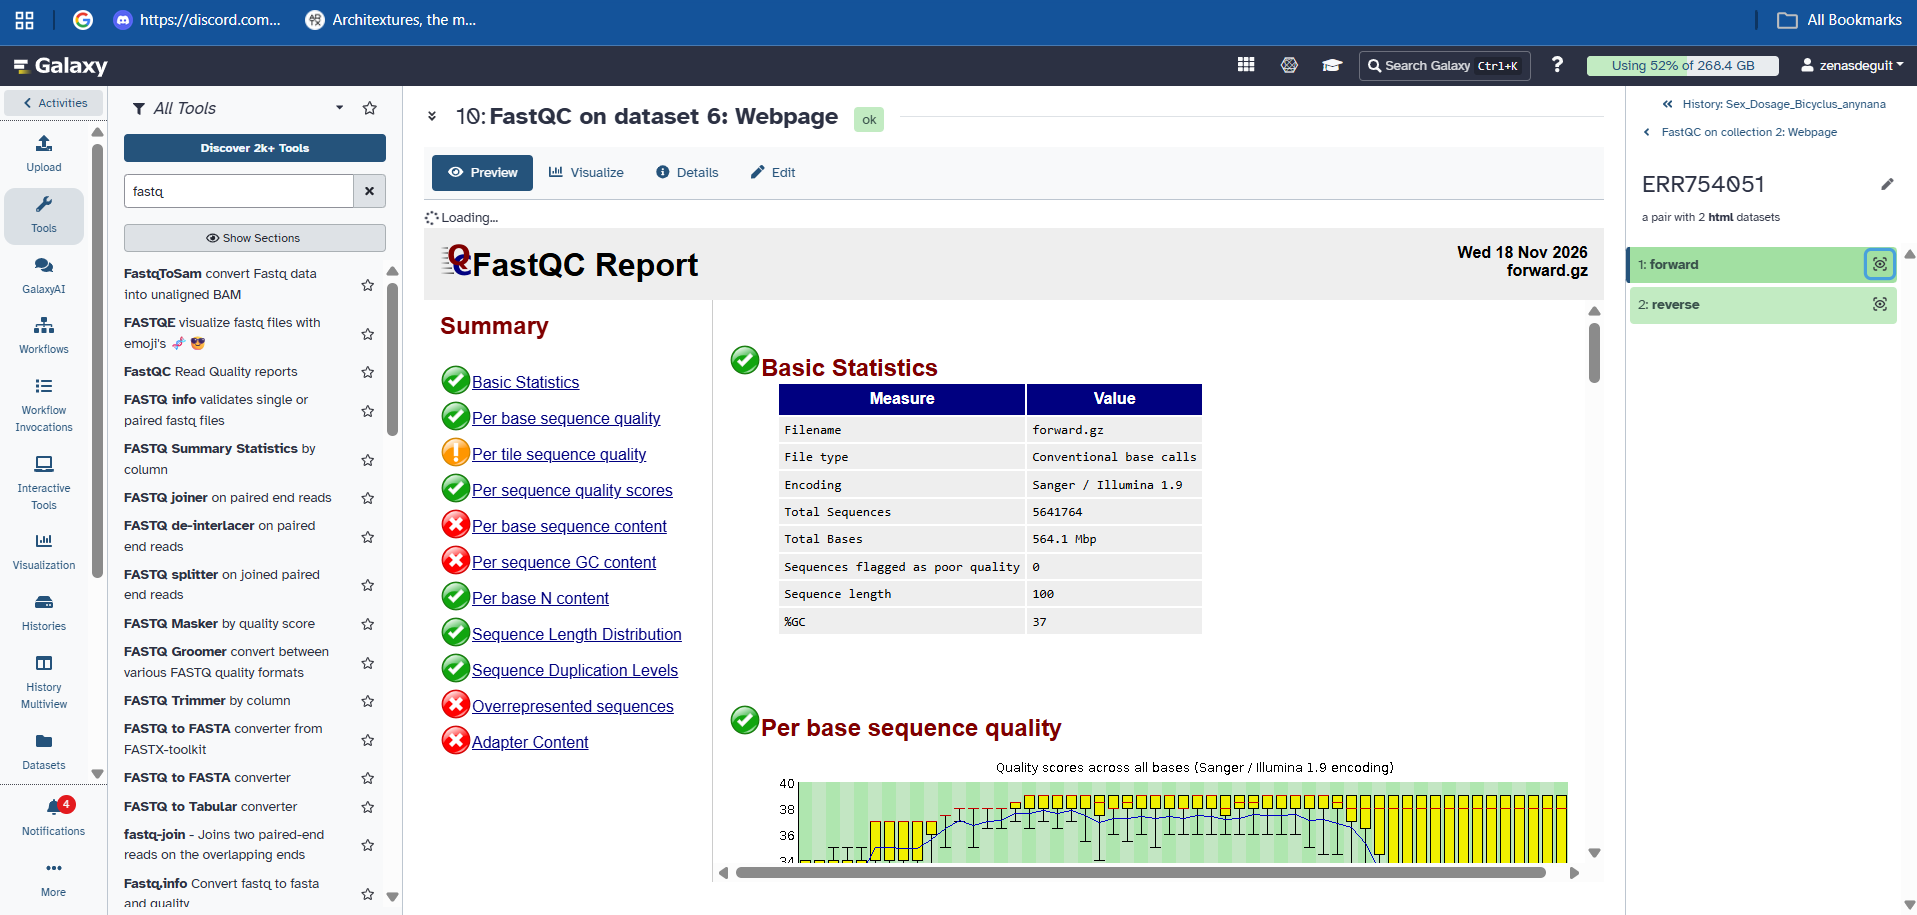 https://discord.com...
Architextures, the m...
All Bookmarks
Galaxy
Search Galaxy Ctrl+K
?
Using 52% of 268.4 GB
zenasdeguit
Activities
Upload
Tools
GalaxyAI
Workflows
Workflow
Invocations
Interactive
Tools
Visualization
Histories
History
Multiview
Datasets
4
Notifications
More
All Tools
Discover 2k+ Tools
fastq
Show Sections
FastqToSam convert Fastq data
into unaligned BAM
FASTQE visualize fastq files with
emoji's 🧬 😎
FastQC Read Quality reports
FASTQ info validates single or
paired fastq files
FASTQ Summary Statistics by
column
FASTQ joiner on paired end reads
FASTQ de-interlacer on paired
end reads
FASTQ splitter on joined paired
end reads
FASTQ Masker by quality score
FASTQ Groomer convert between
various FASTQ quality formats
FASTQ Trimmer by column
FASTQ to FASTA converter from
FASTX-toolkit
FASTQ to FASTA converter
FASTQ to Tabular converter
fastq-join - Joins two paired-end
reads on the overlapping ends
Fastq.info Convert fastq to fasta
and quality
10: FastQC on dataset 6: Webpage
ok
Preview
Visualize
Details
Edit
Loading...
FastQC Report
Wed 18 Nov 2026
forward.gz
Summary
Basic Statistics
Per base sequence quality
Per tile sequence quality
Per sequence quality scores
Per base sequence content
Per sequence GC content
Per base N content
Sequence Length Distribution
Sequence Duplication Levels
Overrepresented sequences
Adapter Content
Basic Statistics
Measure Value
Filename forward.gz
File type Conventional base calls
Encoding Sanger / Illumina 1.9
Total Sequences 5641764
Total Bases 564.1 Mbp
Sequences flagged as poor quality 0
Sequence length 100
%GC 37
Per base sequence quality
Quality scores across all bases (Sanger / Illumina 1.9 encoding)
40
38
36
34
History: Sex_Dosage_Bicyclus_anynana
FastQC on collection 2: Webpage
ERR754051
a pair with 2 html datasets
1: forward
2: reverse